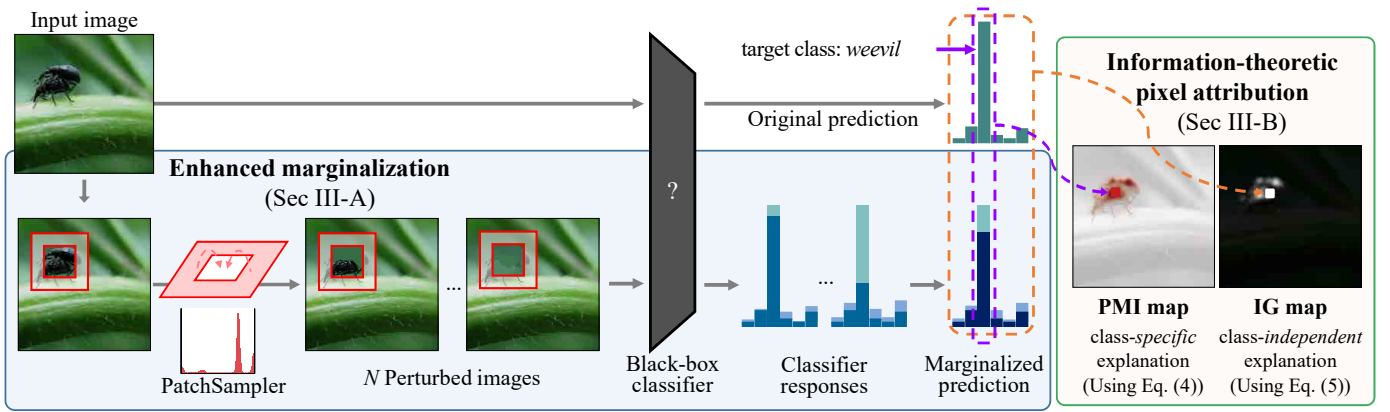 Input image
target class: weevil
Original prediction
Information-theoretic
pixel attribution
(Sec III-B)
Enhanced marginalization
(Sec III-A)
?
...
...
PatchSampler
N Perturbed images
Black-box
classifier
Classifier
responses
Marginalized
prediction
PMI map
class-specific
explanation
(Using Eq. (4))
IG map
class-independent
explanation
(Using Eq. (5))